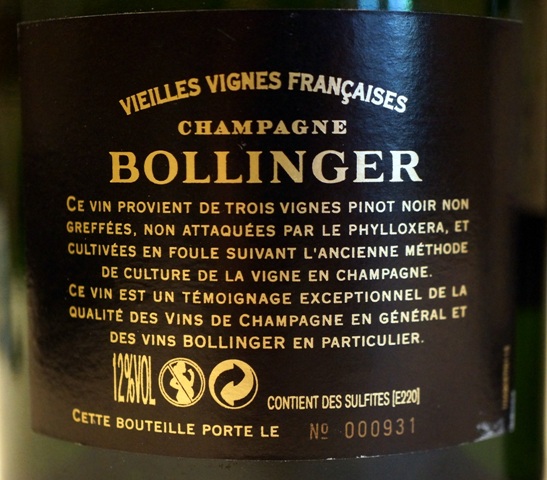 VIEILLES VIGNES FRANÇAISES
CHAMPAGNE
BOLLINGER
CE VIN PROVIENT DE TROIS VIGNES PINOT NOIR NON
GREFFÉES, NON ATTAQUÉES PAR LE PHYLLOXERA, ET
CULTIVÉES EN FOULE SUIVANT L'ANCIENNE MÉTHODE
DE CULTURE DE LA VIGNE EN CHAMPAGNE.
CE VIN EST UN TÉMOIGNAGE EXCEPTIONNEL DE LA
QUALITÉ DES VINS DE CHAMPAGNE EN GÉNÉRAL ET
DES VINS BOLLINGER EN PARTICULIER.
12%VOL
CONTIENT DES SULFITES [E220]
CETTE BOUTEILLE PORTE LE Nº 000931